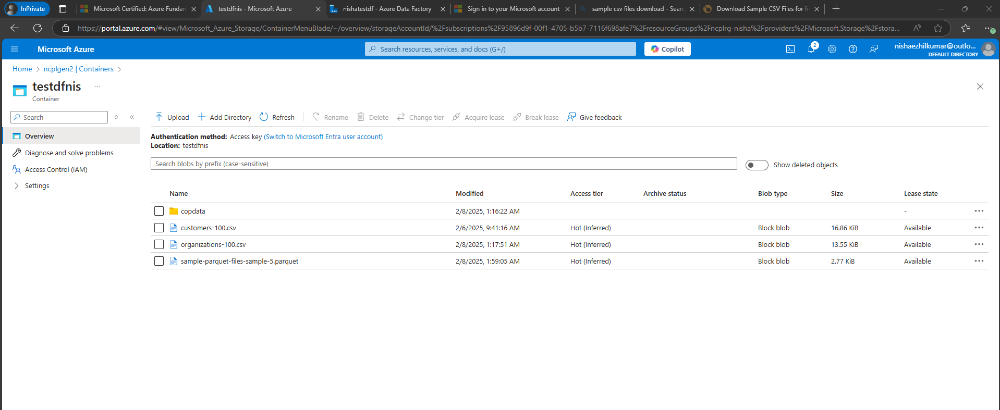 InPrivate
Microsoft Certified: Azure Fundan
testdfnis - Microsoft Azure
nishatestdf - Azure Data Factory
Sign in to your Microsoft account
sample csv files download - Searc
Download Sample CSV Files for fr
https://portal.azure.com/#view/Microsoft_Azure_Storage/ContainerMenuBlade/~/overview/storageAccountId/%2Fsubscriptions%2F95896d9f-00f1-4705-b5b7-7116f698afe7%2FresourceGroups%2Fncplrg-nisha%2Fproviders%2FMicrosoft.Storage%2Fstora...
Microsoft Azure
Search resources, services, and docs (G+/)
Copilot
2
nishaezhilkumar@outlo...
DEFAULT DIRECTORY
Home > ncplgen2 | Containers >
testdfnis ...
Container
Search
Overview
Diagnose and solve problems
Access Control (IAM)
Settings
Upload Add Directory Refresh Rename Delete Change tier Acquire lease Break lease Give feedback
Authentication method: Access key (Switch to Microsoft Entra user account)
Location: testdfnis
Search blobs by prefix (case-sensitive)
Show deleted objects
Name Modified Access tier Archive status Blob type Size Lease state
copdata 2/8/2025, 1:16:22 AM -
customers-100.csv 2/6/2025, 9:41:16 AM Hot (Inferred) Block blob 16.86 KiB Available
organizations-100.csv 2/8/2025, 1:17:51 AM Hot (Inferred) Block blob 13.55 KiB Available
sample-parquet-files-sample-5.parquet 2/8/2025, 1:59:05 AM Hot (Inferred) Block blob 2.77 KiB Available